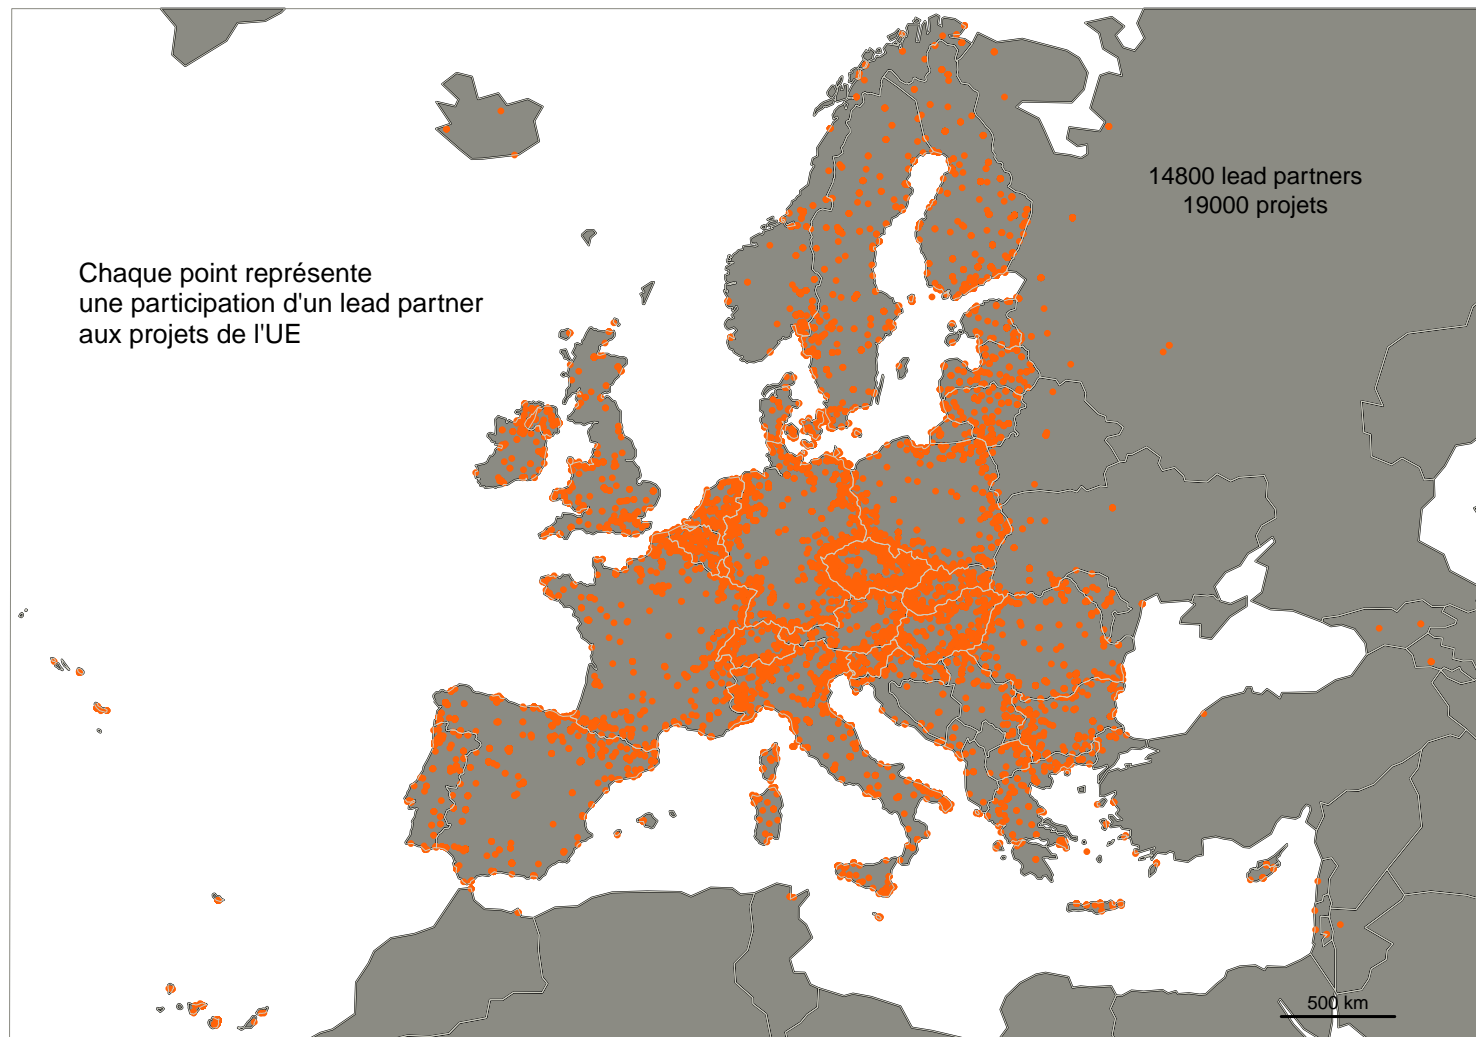 14800 lead partners
19000 projets
Chaque point représente
une participation d'un lead partner
aux projets de l'UE
500 km